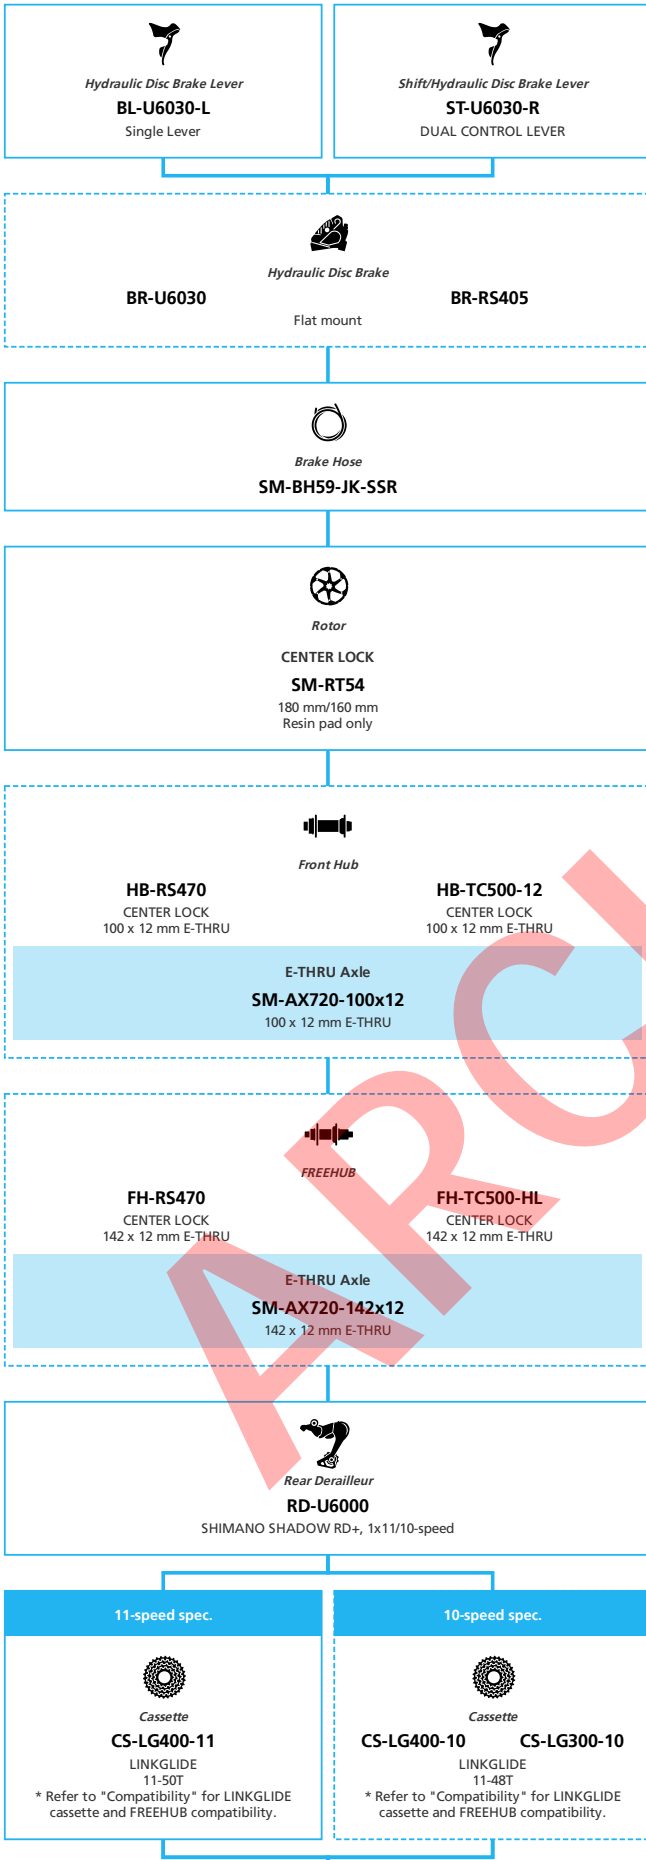 Hydraulic Disc Brake Lever
BL-U6030-L
Single Lever
Shift/Hydraulic Disc Brake Lever
ST-U6030-R
DUAL CONTROL LEVER
Hydraulic Disc Brake
BR-U6030
BR-RS405
Flat mount
Brake Hose
SM-BH59-JK-SSR
Rotor
CENTER LOCK
SM-RT54
180 mm/160 mm
Resin pad only
Front Hub
HB-RS470
CENTER LOCK
100 x 12 mm E-THRU
HB-TC500-12
CENTER LOCK
100 x 12 mm E-THRU
E-THRU Axle
SM-AX720-100x12
100 x 12 mm E-THRU
FREEHUB
FH-RS470
CENTER LOCK
142 x 12 mm E-THRU
FH-TC500-HL
CENTER LOCK
142 x 12 mm E-THRU
E-THRU Axle
SM-AX720-142x12
142 x 12 mm E-THRU
Rear Derailleur
RD-U6000
SHIMANO SHADOW RD+, 1x11/10-speed
11-speed spec.
Cassette
CS-LG400-11
LINKGLIDE
11-50T
* Refer to "Compatibility" for LINKGLIDE
cassette and FREEHUB compatibility.
10-speed spec.
Cassette
CS-LG400-10
CS-LG300-10
LINKGLIDE
11-48T
* Refer to "Compatibility" for LINKGLIDE
cassette and FREEHUB compatibility.